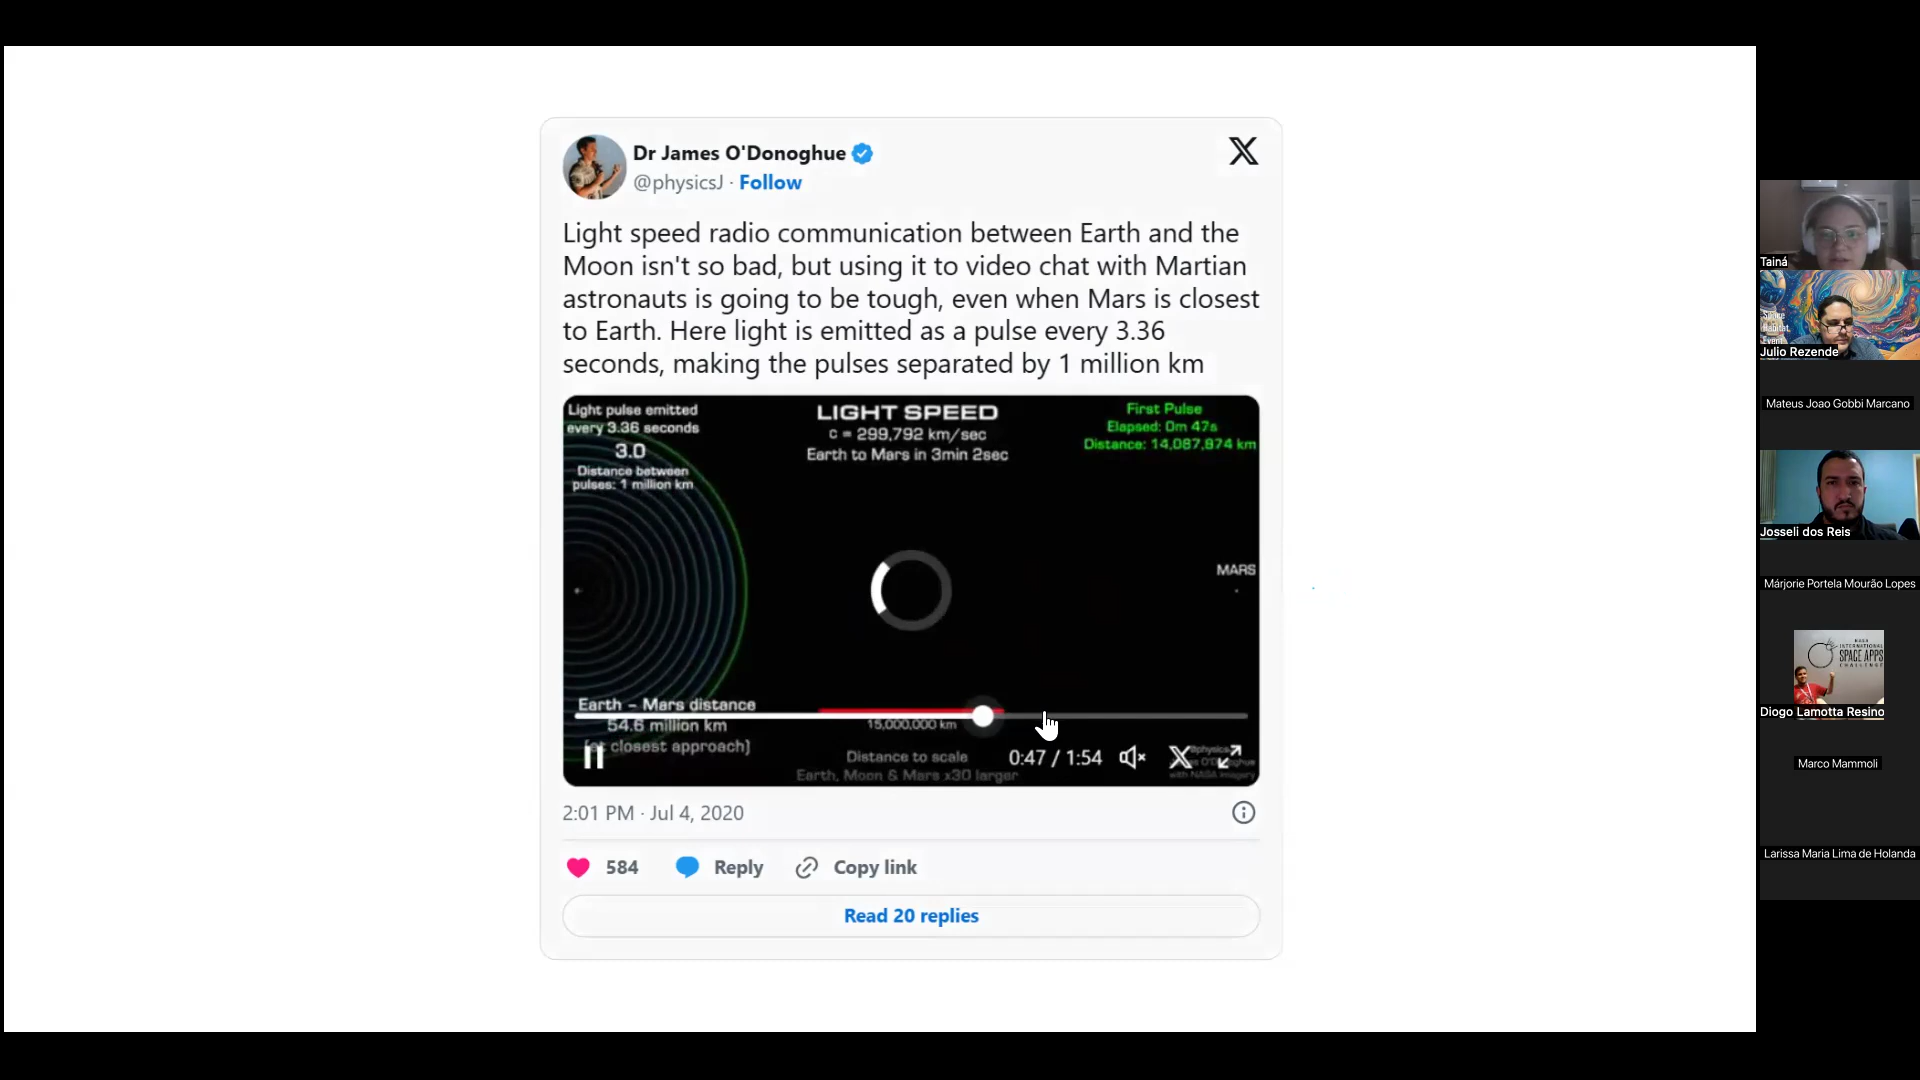 Dr James O'Donoghue
@physicsJ · Follow
Light speed radio communication between Earth and the
Moon isn't so bad, but using it to video chat with Martian
astronauts is going to be tough, even when Mars is closest
to Earth. Here light is emitted as a pulse every 3.36
seconds, making the pulses separated by 1 million km
Light pulse emitted
every 3.36 seconds
3.0
Distance between
pulses: 1 million km
LIGHT SPEED
c = 299,792 km/sec
Earth to Mars in 3min 2sec
First Pulse
Elapsed: 0m 47s
Distance: 14,087,874 km
MARS
Earth - Mars distance
54.6 million km
closest approach]
15,000,000 km
Distance to scale
Earth, Moon & Mars x30 larger
0:47 / 1:54
with NASA imagery
2:01 PM · Jul 4, 2020
584
Reply
Copy link
Read 20 replies
Tainá
Space
Habitat
Event
Julio Rezende
Mateus Joao Gobbi Marcano
Josseli dos Reis
Márjorie Portela Mourão Lopes
NASA
INTERNATIONAL
SPACE APPS
CHALLENGE
Diogo Lamotta Resino
Marco Mammoli
Larissa Maria Lima de Holanda